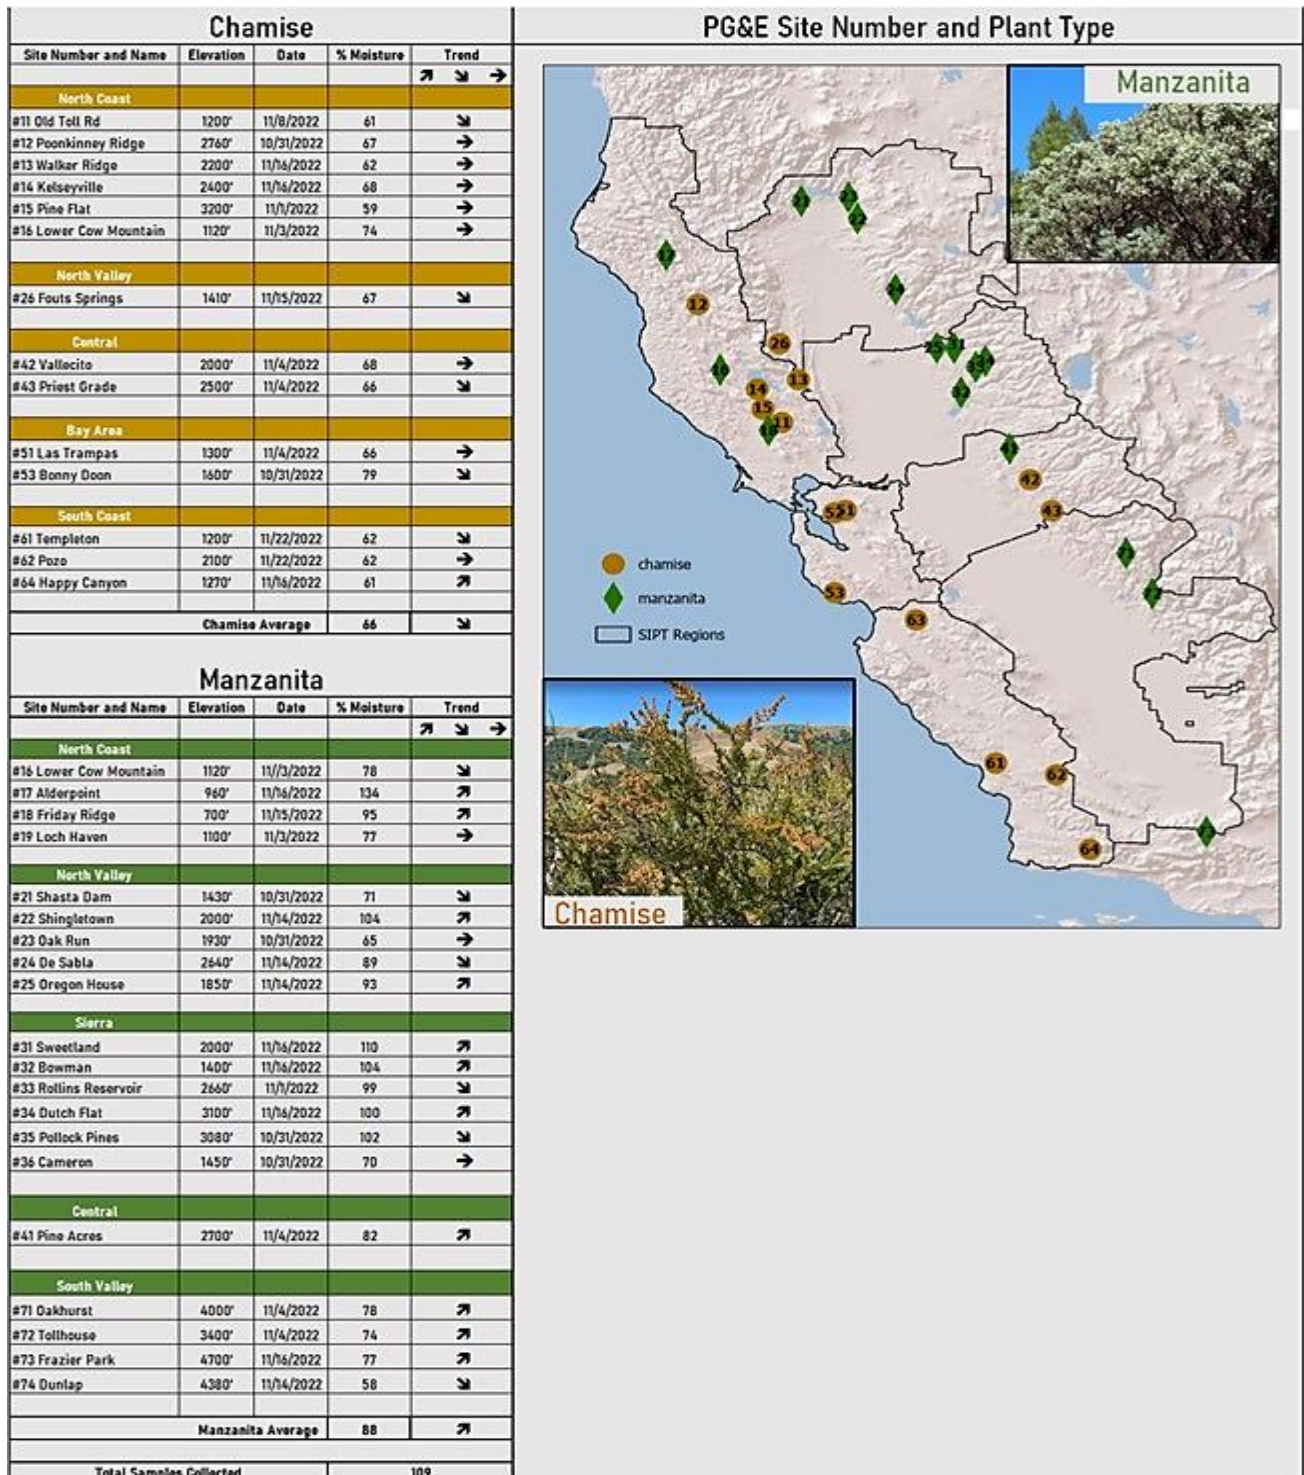 Chamise
Site Number and Name Elevation Date % Moisture Trend
↗ ↘ →
North Coast
#11 Old Toll Rd 1200' 11/8/2022 61 ↘
#12 Poonkinney Ridge 2760' 10/31/2022 67 →
#13 Walker Ridge 2200' 11/16/2022 62 →
#14 Kelseyville 2400' 11/16/2022 68 →
#15 Pine Flat 3200' 11/1/2022 59 →
#16 Lower Cow Mountain 1120' 11/3/2022 74 →
North Valley
#26 Fouts Springs 1410' 11/15/2022 67 ↘
Central
#42 Vallecito 2000' 11/4/2022 68 →
#43 Priest Grade 2500' 11/4/2022 66 ↘
Bay Area
#51 Las Trampas 1300' 11/4/2022 66 →
#53 Bonny Doon 1600' 10/31/2022 79 ↘
South Coast
#61 Templeton 1200' 11/22/2022 62 ↘
#62 Pozo 2100' 11/22/2022 62 →
#64 Happy Canyon 1270' 11/16/2022 61 ↗
Chamise Average 66 ↘
Manzanita
Site Number and Name Elevation Date % Moisture Trend
↗ ↘ →
North Coast
#16 Lower Cow Mountain 1120' 11//3/2022 78 ↘
#17 Alderpoint 960' 11/16/2022 134 ↗
#18 Friday Ridge 700' 11/15/2022 95 ↗
#19 Loch Haven 1100' 11/3/2022 77 →
North Valley
#21 Shasta Dam 1430' 10/31/2022 71 ↘
#22 Shingletown 2000' 11/14/2022 104 ↗
#23 Oak Run 1930' 10/31/2022 65 →
#24 De Sabla 2640' 11/14/2022 89 ↘
#25 Oregon House 1850' 11/14/2022 93 ↗
Sierra
#31 Sweetland 2000' 11/16/2022 110 ↗
#32 Bowman 1400' 11/16/2022 104 ↗
#33 Rollins Reservoir 2660' 11/1/2022 99 ↘
#34 Dutch Flat 3100' 11/16/2022 100 ↗
#35 Pollock Pines 3080' 10/31/2022 102 ↘
#36 Cameron 1450' 10/31/2022 70 →
Central
#41 Pine Acres 2700' 11/4/2022 82 ↗
South Valley
#71 Oakhurst 4000' 11/4/2022 78 ↗
#72 Tollhouse 3400' 11/4/2022 74 ↗
#73 Frazier Park 4700' 11/16/2022 77 ↗
#74 Dunlap 4380' 11/14/2022 58 ↘
Manzanita Average 88 ↗
Total Samples Collected 109
PG&E Site Number and Plant Type
Manzanita
17
12
26
13
16
14
15
11
41
42
43
51
53
63
61
62
64
chamise
manzanita
SIPT Regions
Chamise